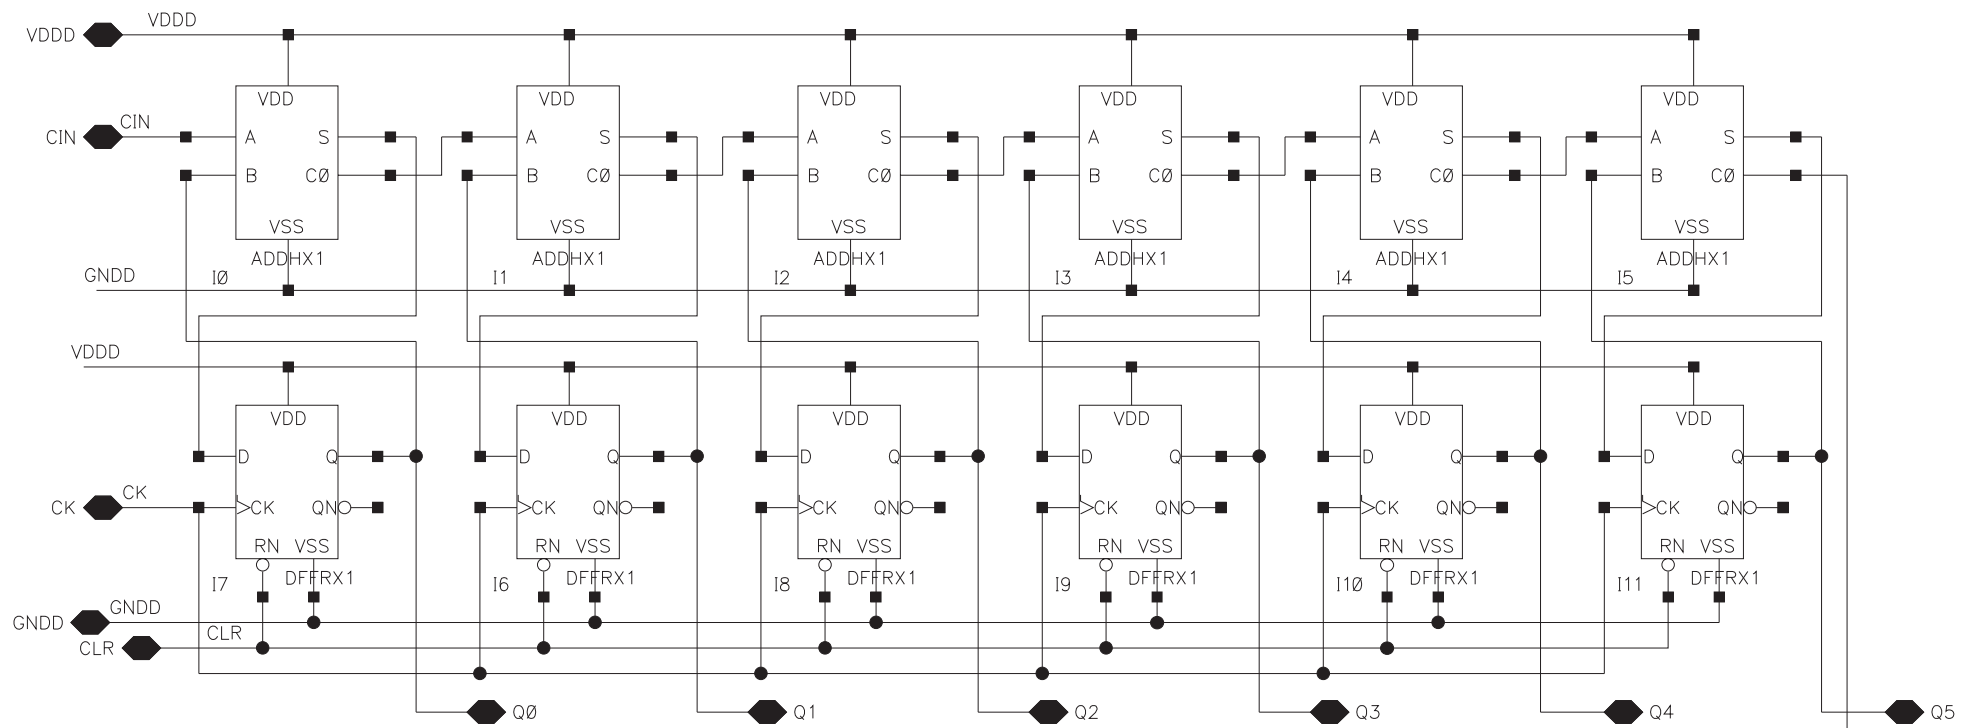 VDDD VDDD
VDD VDD VDD VDD VDD VDD
CIN CIN A S A S A S A S A S A S
B CØ B CØ B CØ B CØ B CØ B CØ
VSS VSS VSS VSS VSS VSS
ADDHX1 ADDHX1 ADDHX1 ADDHX1 ADDHX1 ADDHX1
GNDD IØ I1 I2 I3 I4 I5
VDDD
VDD VDD VDD VDD VDD VDD
D Q D Q D Q D Q D Q D Q
CK CK CK QN CK QN CK QN CK QN CK QN CK QN
RN VSS RN VSS RN VSS RN VSS RN VSS RN VSS
I7 DFFRX1 I6 DFFRX1 I8 DFFRX1 I9 DFFRX1 I1Ø DFFRX1 I11 DFFRX1
GNDD GNDD
CLR CLR
QØ Q1 Q2 Q3 Q4 Q5